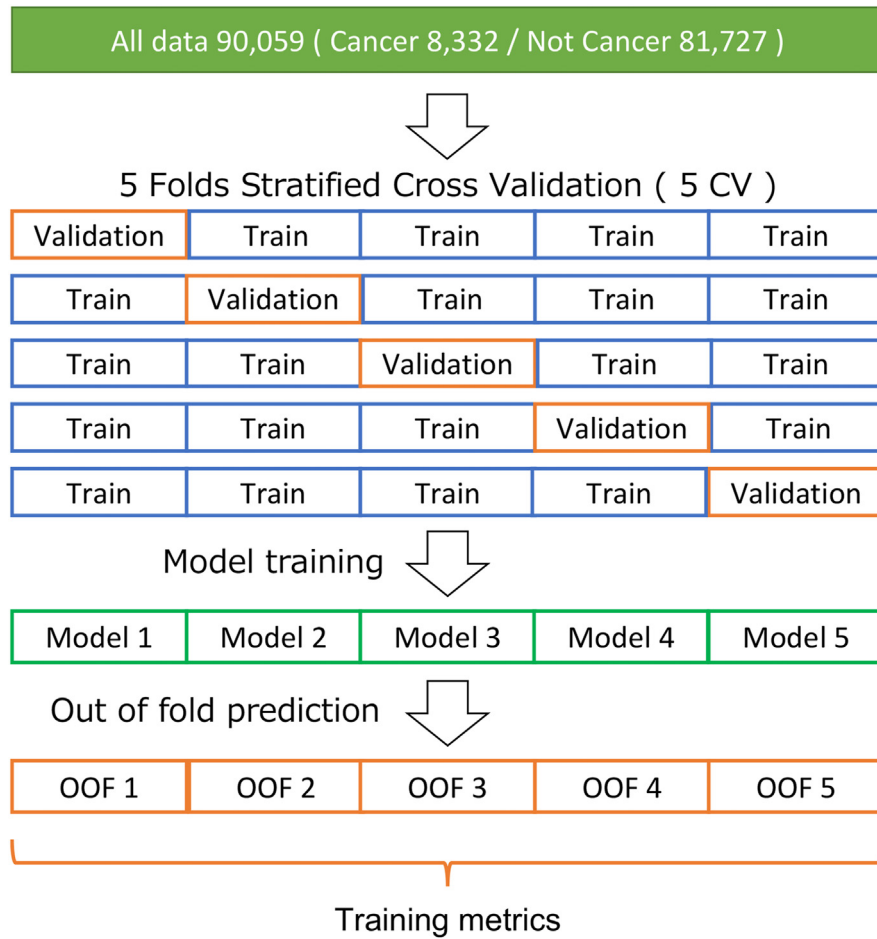 All data 90,059 ( Cancer 8,332 / Not Cancer 81,727 )
5 Folds Stratified Cross Validation ( 5 CV )
Validation Train Train Train Train
Train Validation Train Train Train
Train Train Validation Train Train
Train Train Train Validation Train
Train Train Train Train Validation
Model training
Model 1 Model 2 Model 3 Model 4 Model 5
Out of fold prediction
OOF 1 OOF 2 OOF 3 OOF 4 OOF 5
Training metrics